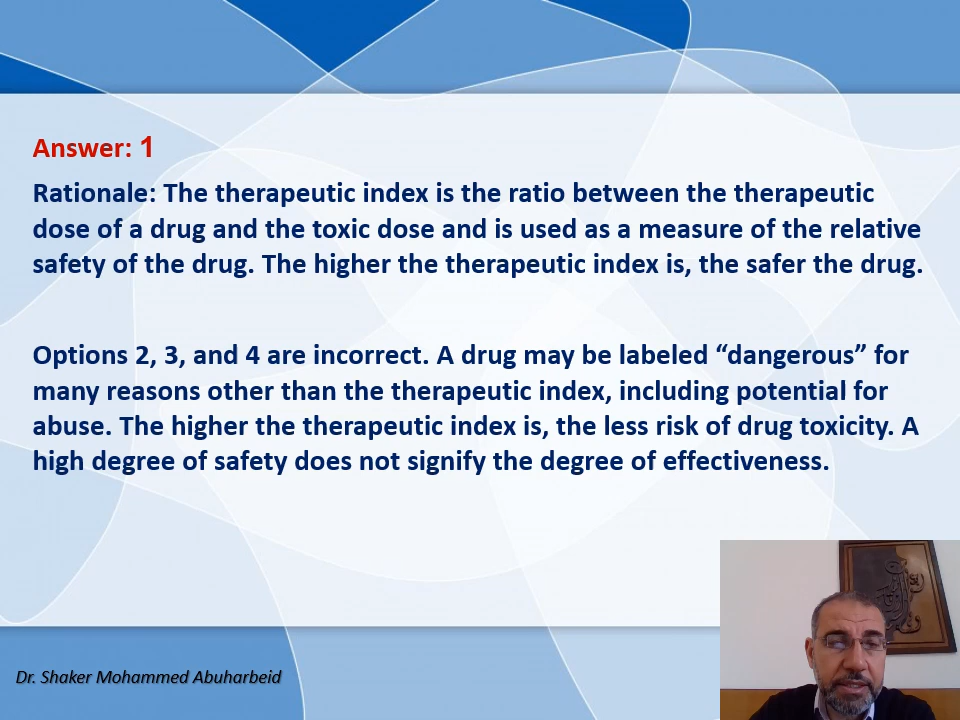 Answer: 1
Rationale: The therapeutic index is the ratio between the therapeutic
dose of a drug and the toxic dose and is used as a measure of the relative
safety of the drug. The higher the therapeutic index is, the safer the drug.
Options 2, 3, and 4 are incorrect. A drug may be labeled “dangerous” for
many reasons other than the therapeutic index, including potential for
abuse. The higher the therapeutic index is, the less risk of drug toxicity. A
high degree of safety does not signify the degree of effectiveness.
Dr. Shaker Mohammed Abuharbeid